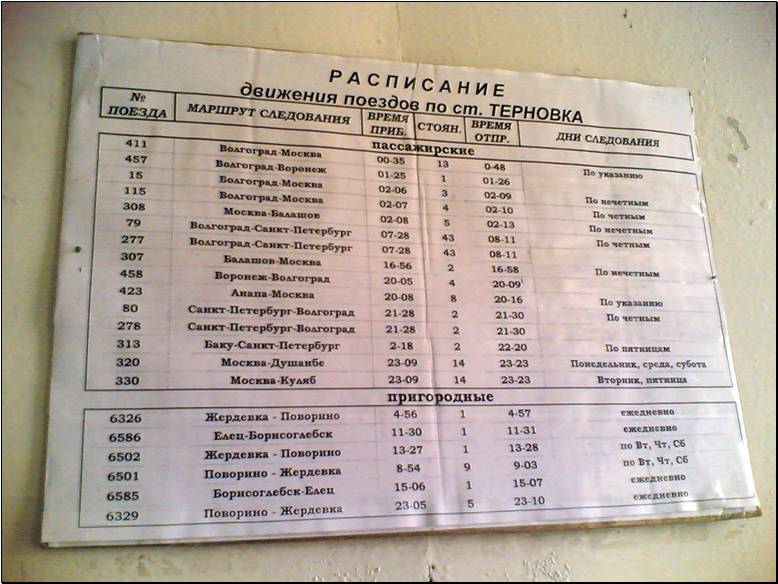 РАСПИСАНИЕ
движения поездов по ст. ТЕРНОВКА
№ ПОЕЗДА МАРШРУТ СЛЕДОВАНИЯ ВРЕМЯ ПРИБ. СТОЯН. ВРЕМЯ ОТПР. ДНИ СЛЕДОВАНИЯ
пассажирские
411 Волгоград-Москва 00-35 13 0-48 По указанию
457 Волгоград-Воронеж 01-25 1 01-26
15 Волгоград-Москва 02-06 3 02-09 По нечетным
115 Волгоград-Москва 02-07 4 02-10 По четным
308 Москва-Балашов 02-08 5 02-13 По нечетным
79 Волгоград-Санкт-Петербург 07-28 43 08-11 По четным
277 Волгоград-Санкт-Петербург 07-28 43 08-11
307 Балашов-Москва 16-56 2 16-58 По нечетным
458 Воронеж-Волгоград 20-05 4 20-09
423 Анапа-Москва 20-08 8 20-16 По указанию
80 Санкт-Петербург-Волгоград 21-28 2 21-30 По четным
278 Санкт-Петербург-Волгоград 21-28 2 21-30
313 Баку-Санкт-Петербург 2-18 2 22-20 По пятницам
320 Москва-Душанбе 23-09 14 23-23 Понедельник, среда, субота
330 Москва-Куляб 23-09 14 23-23 Вторник, пятница
пригородные
6326 Жердевка - Поворино 4-56 1 4-57 ежедневно
6586 Елец-Борисоглебск 11-30 1 11-31 ежедневно
6502 Жердевка - Поворино 13-27 1 13-28 по Вт, Чт, Сб
6501 Поворино - Жердевка 8-54 9 9-03 по Вт, Чт, Сб
6585 Борисоглебск-Елец 15-06 1 15-07 ежедневно
6329 Поворино - Жердевка 23-05 5 23-10 ежедневно